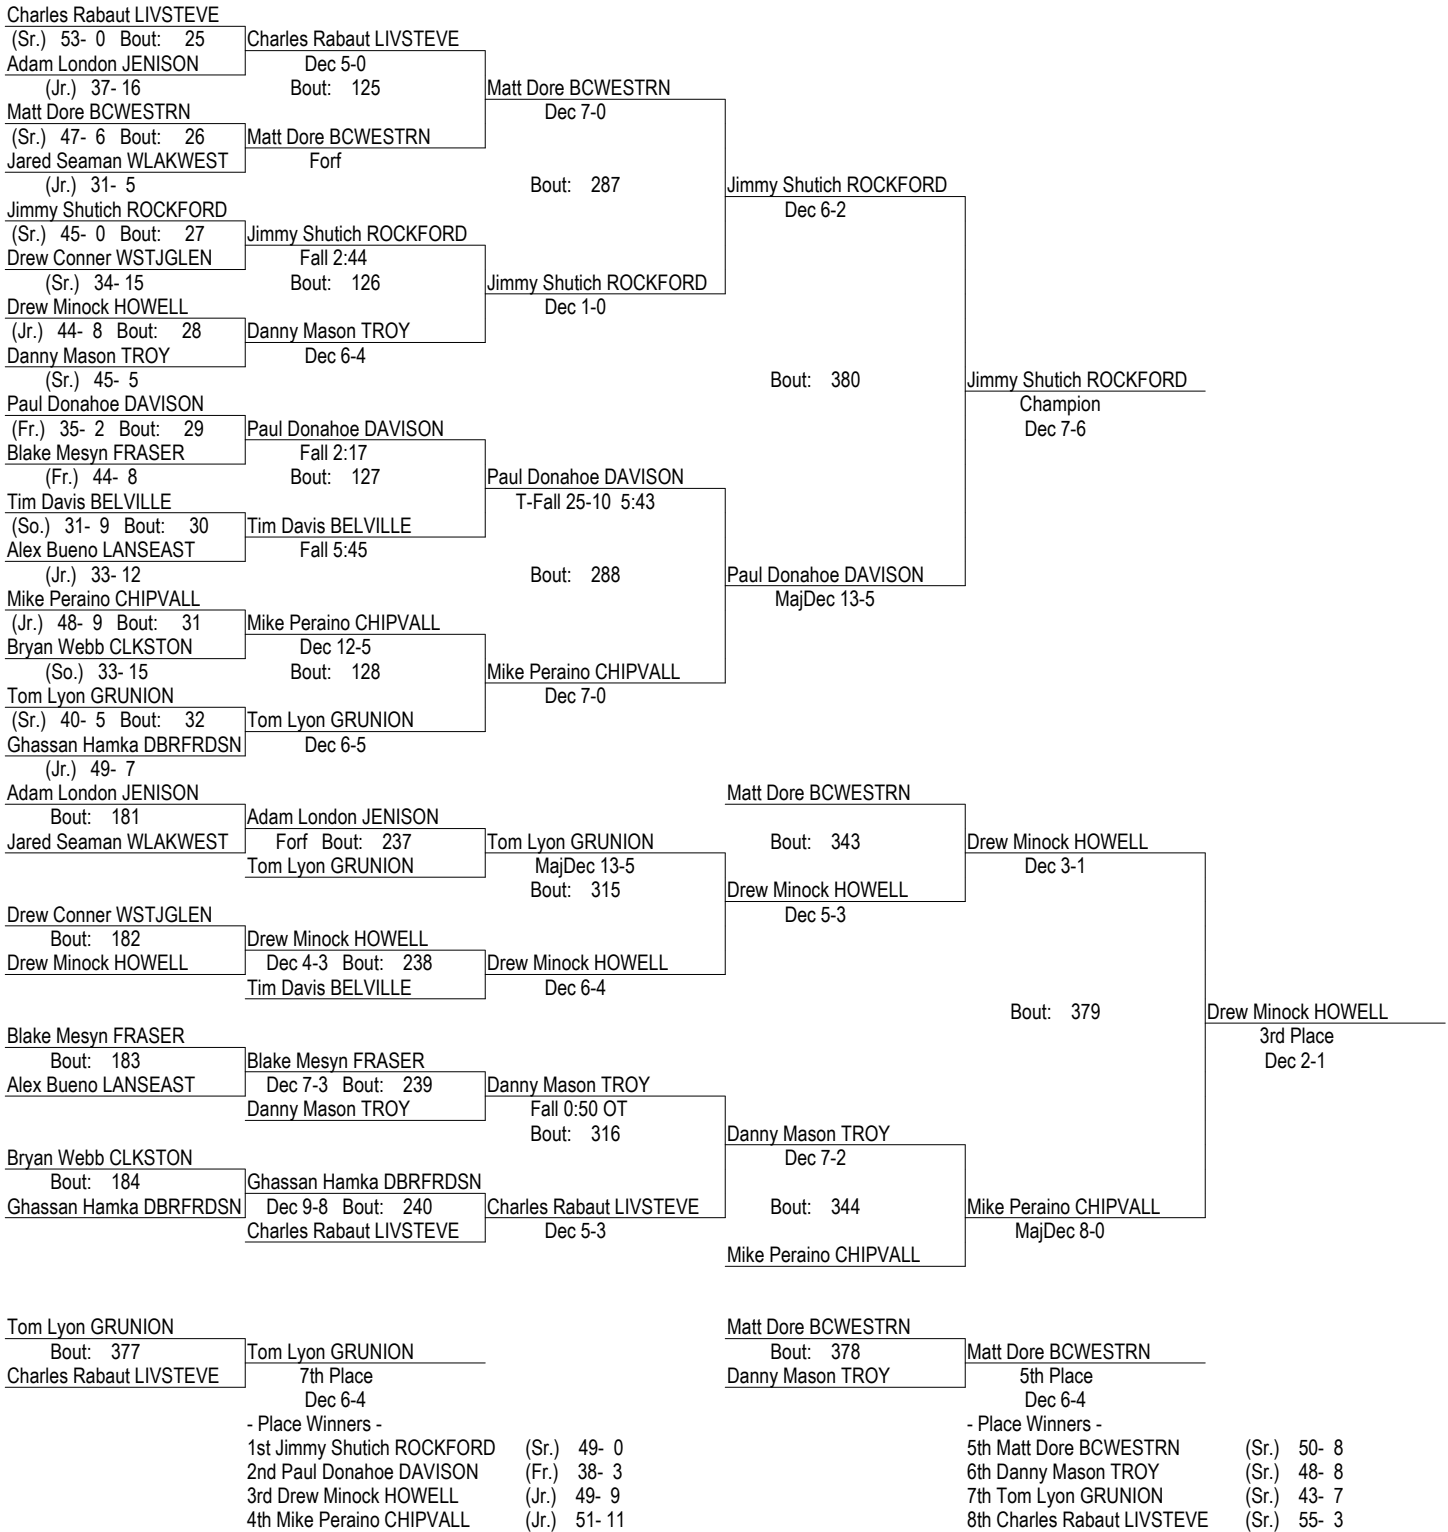 Charles Rabaut LIVSTEVE
(Sr.) 53- 0 Bout: 25 Charles Rabaut LIVSTEVE
Adam London JENISON Dec 5-0
(Jr.) 37- 16 Bout: 125 Matt Dore BCWESTRN
Matt Dore BCWESTRN Dec 7-0
(Sr.) 47- 6 Bout: 26 Matt Dore BCWESTRN
Jared Seaman WLAKWEST Forf
(Jr.) 31- 5 Bout: 287 Jimmy Shutich ROCKFORD
Jimmy Shutich ROCKFORD Dec 6-2
(Sr.) 45- 0 Bout: 27 Jimmy Shutich ROCKFORD
Drew Conner WSTJGLEN Fall 2:44
(Sr.) 34- 15 Bout: 126 Jimmy Shutich ROCKFORD
Drew Minock HOWELL Dec 1-0
(Jr.) 44- 8 Bout: 28 Danny Mason TROY
Danny Mason TROY Dec 6-4
(Sr.) 45- 5 Bout: 380 Jimmy Shutich ROCKFORD
Paul Donahoe DAVISON Champion
(Fr.) 35- 2 Bout: 29 Paul Donahoe DAVISON Dec 7-6
Blake Mesyn FRASER Fall 2:17
(Fr.) 44- 8 Bout: 127 Paul Donahoe DAVISON
Tim Davis BELVILLE T-Fall 25-10 5:43
(So.) 31- 9 Bout: 30 Tim Davis BELVILLE
Alex Bueno LANSEAST Fall 5:45
(Jr.) 33- 12 Bout: 288 Paul Donahoe DAVISON
Mike Peraino CHIPVALL MajDec 13-5
(Jr.) 48- 9 Bout: 31 Mike Peraino CHIPVALL
Bryan Webb CLKSTON Dec 12-5
(So.) 33- 15 Bout: 128 Mike Peraino CHIPVALL
Tom Lyon GRUNION Dec 7-0
(Sr.) 40- 5 Bout: 32 Tom Lyon GRUNION
Ghassan Hamka DBRFRDSN Dec 6-5
(Jr.) 49- 7
Adam London JENISON Matt Dore BCWESTRN
Bout: 181 Adam London JENISON
Jared Seaman WLAKWEST Forf Bout: 237 Tom Lyon GRUNION Bout: 343 Drew Minock HOWELL
Tom Lyon GRUNION MajDec 13-5 Dec 3-1
Bout: 315 Drew Minock HOWELL
Drew Conner WSTJGLEN Dec 5-3
Bout: 182 Drew Minock HOWELL
Drew Minock HOWELL Dec 4-3 Bout: 238 Drew Minock HOWELL
Tim Davis BELVILLE Dec 6-4
Bout: 379 Drew Minock HOWELL
Blake Mesyn FRASER 3rd Place
Bout: 183 Blake Mesyn FRASER Dec 2-1
Alex Bueno LANSEAST Dec 7-3 Bout: 239 Danny Mason TROY
Danny Mason TROY Fall 0:50 OT
Bout: 316 Danny Mason TROY
Bryan Webb CLKSTON Dec 7-2
Bout: 184 Ghassan Hamka DBRFRDSN
Ghassan Hamka DBRFRDSN Dec 9-8 Bout: 240 Charles Rabaut LIVSTEVE Bout: 344 Mike Peraino CHIPVALL
Charles Rabaut LIVSTEVE Dec 5-3 MajDec 8-0
Mike Peraino CHIPVALL
Tom Lyon GRUNION Matt Dore BCWESTRN
Bout: 377 Tom Lyon GRUNION Bout: 378 Matt Dore BCWESTRN
Charles Rabaut LIVSTEVE 7th Place Danny Mason TROY 5th Place
Dec 6-4 Dec 6-4
- Place Winners - - Place Winners -
1st Jimmy Shutich ROCKFORD (Sr.) 49- 0 5th Matt Dore BCWESTRN (Sr.) 50- 8
2nd Paul Donahoe DAVISON (Fr.) 38- 3 6th Danny Mason TROY (Sr.) 48- 8
3rd Drew Minock HOWELL (Jr.) 49- 9 7th Tom Lyon GRUNION (Sr.) 43- 7
4th Mike Peraino CHIPVALL (Jr.) 51- 11 8th Charles Rabaut LIVSTEVE (Sr.) 55- 3